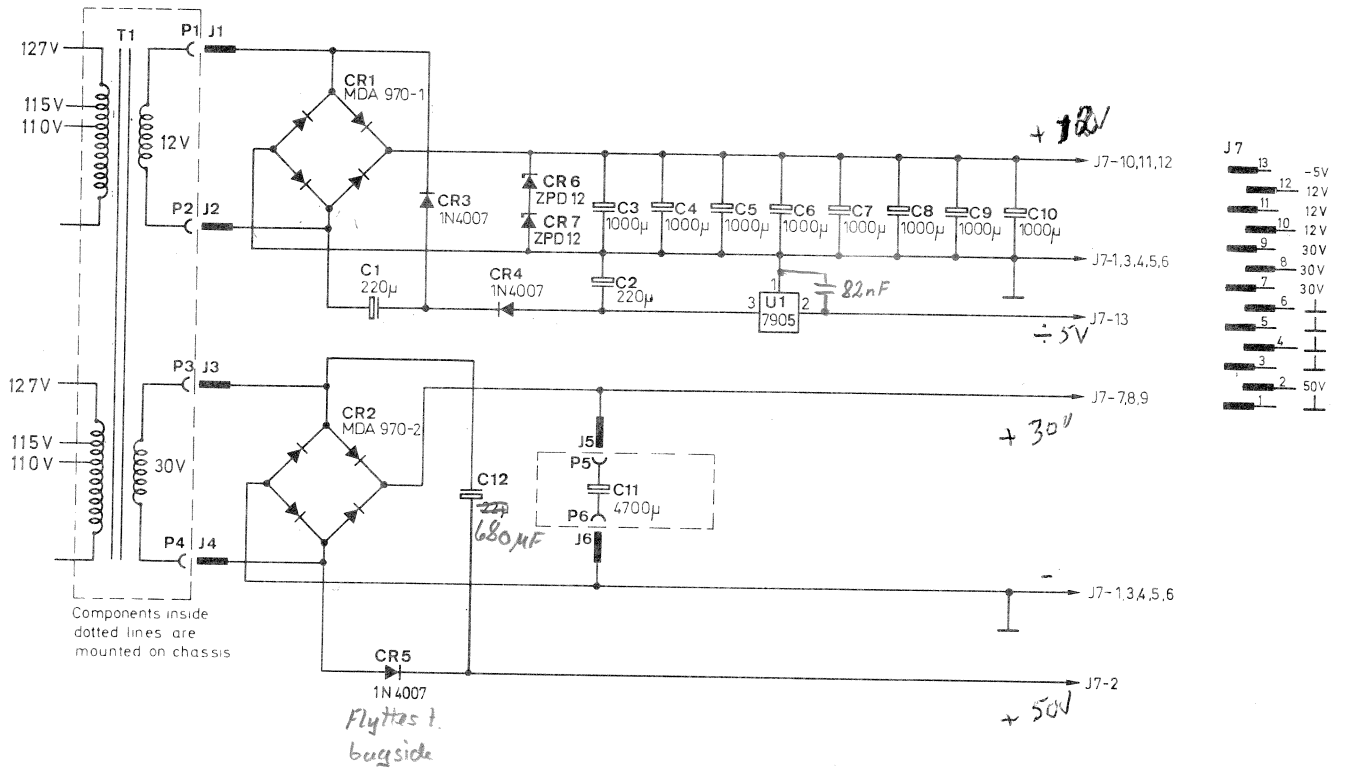 127V
115V
110V
T1
P1 J1
12V
P2 J2
CR1
MDA 970-1
CR3
1N4007
CR6
ZPD12
CR7
ZPD12
C3
1000µ
C4
1000µ
C5
1000µ
C6
1000µ
C7
1000µ
C8
1000µ
C9
1000µ
C10
1000µ
+ 12V
J7-10,11,12
J7-1,3,4,5,6
C1
220µ
CR4
1N4007
C2
220µ
1
3 U1 2
7905
82nF
J7-13
÷ 5V
J7
13 -5V
12 12V
11 12V
10 12V
9 30V
8 30V
7 30V
6
5
4
3
2 50V
1
127V
115V
110V
P3 J3
30V
P4 J4
CR2
MDA 970-2
C12
22µ
680µF
J5
P5
C11
4700µ
P6
J6
J7-7,8,9
+ 30V
-
J7-1,3,4,5,6
Components inside
dotted lines are
mounted on chassis
CR5
1N4007
Flyttes t.
bagside
J7-2
+ 50V